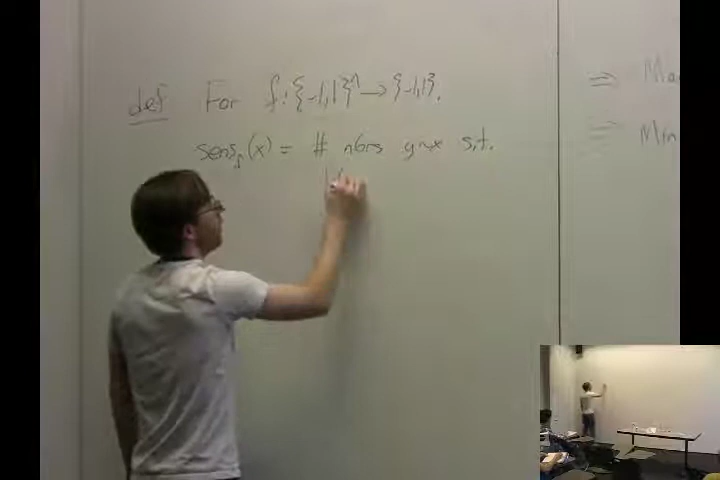 def For f: {-1,1}^n → {-1,1}.
sens_f(x) = # nbrs y~x s.t.
⇒ Ma
⇒ Min